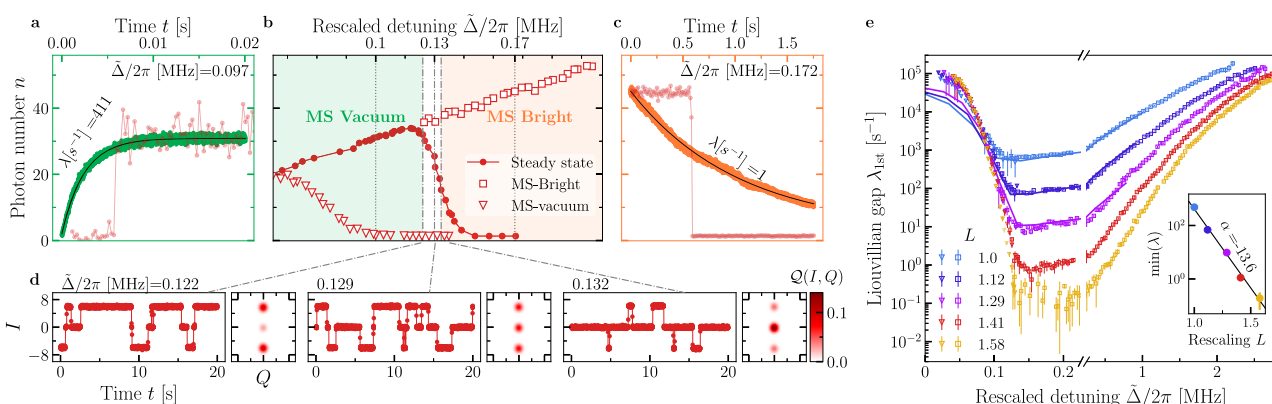 a Time t [s]
0.00 0.01 0.02
Δ̃/2π [MHz]=0.097
λ[s⁻¹]=411
Photon number n
40
20
0
b Rescaled detuning Δ̃/2π [MHz]
0.1 0.13 0.17
MS Vacuum
MS Bright
Steady state
MS-Bright
MS-vacuum
c Time t [s]
0.0 0.5 1.0 1.5
Δ̃/2π [MHz]=0.172
λ[s⁻¹]=1
d Δ̃/2π [MHz]=0.122
0.129
0.132
Q(I, Q)
I
8
0
−8
0.1
0.0
0 10 20
0 10 20
0 10 20
Time t [s]
Q
e
Liouvillian gap λ1st [s⁻¹]
10⁵
10⁴
10³
10²
10¹
10⁰
10⁻¹
10⁻²
L
1.0
1.12
1.29
1.41
1.58
α =-13.6
min(λ)
10²
10⁰
1.0 1.5
Rescaling L
0 0.1 0.2 1 2
Rescaled detuning Δ̃/2π [MHz]